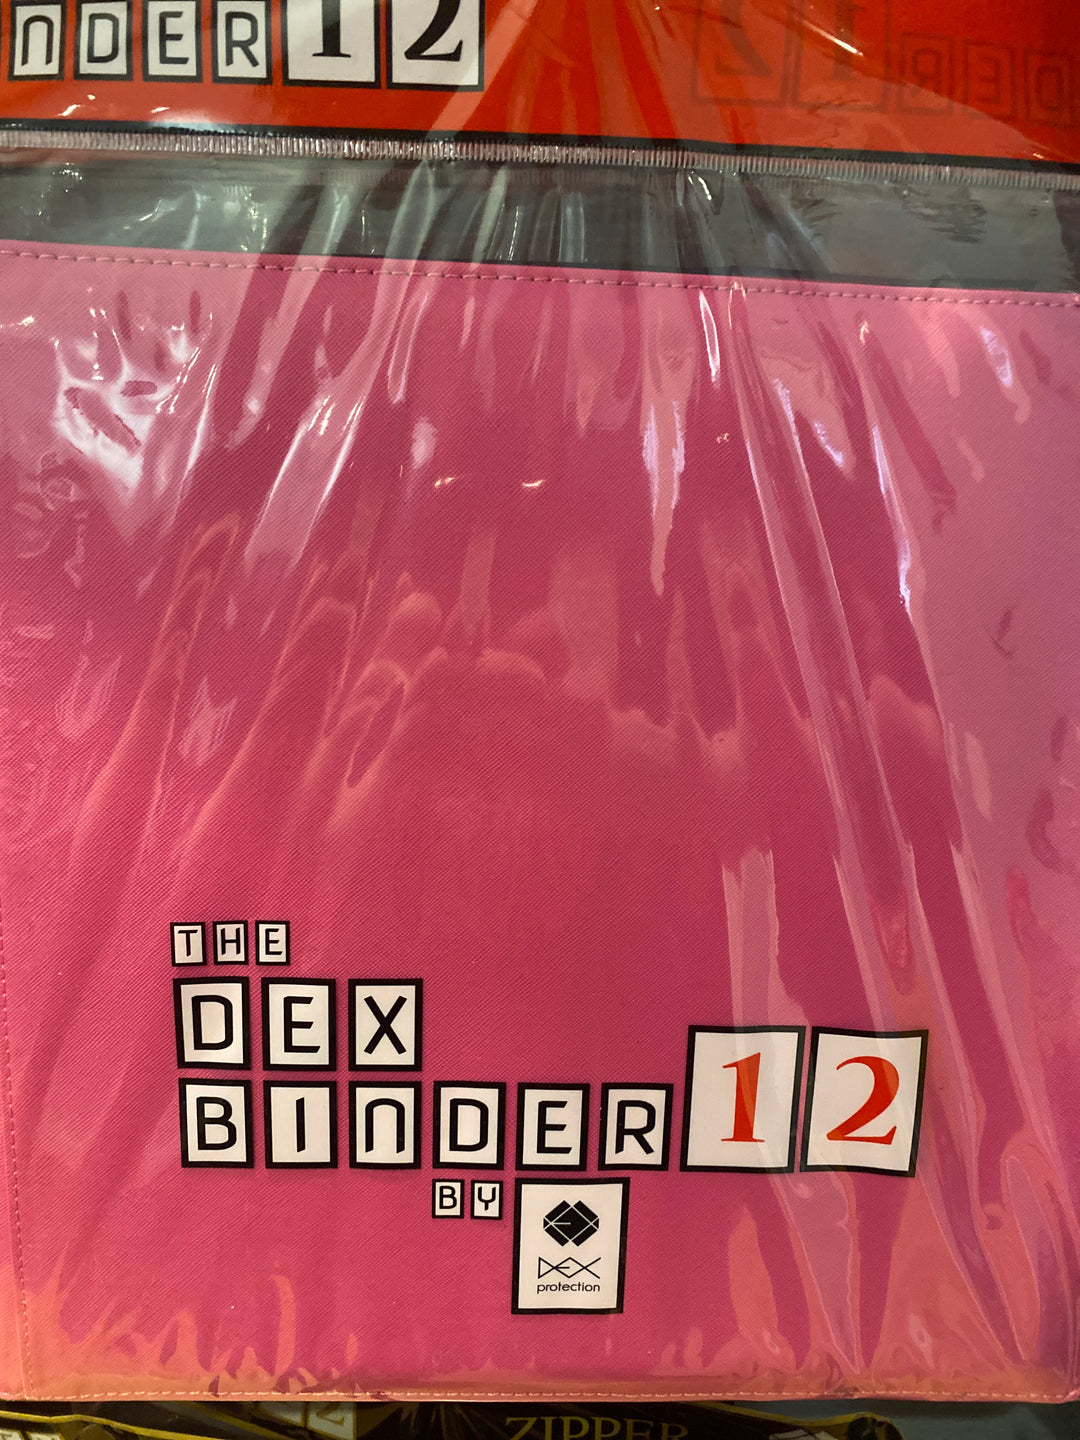 NDER 12
THE
DEX
BINDER 12
BY
DEX
protection
ZIPPER